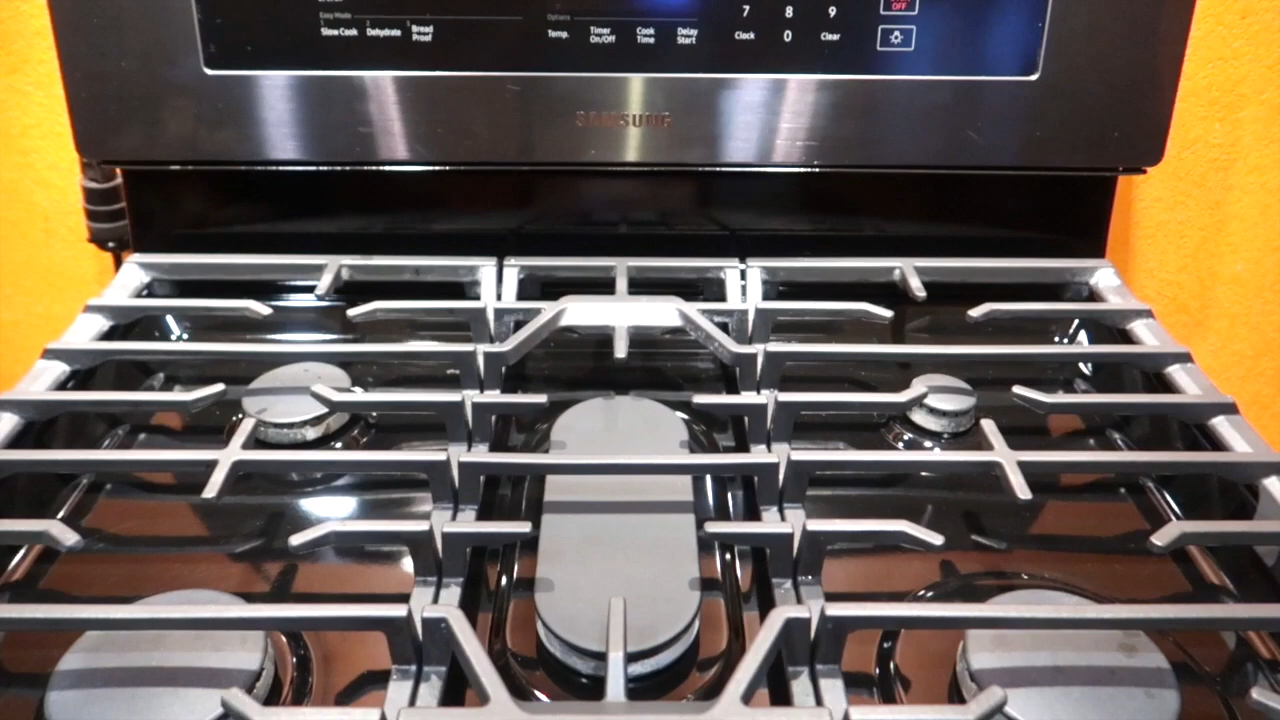 OFF
Easy Mode
Options
7 8 9
1 2 3
Slow Cook Dehydrate Bread Proof
Temp. Timer On/Off Cook Time Delay Start
Clock 0 Clear
SAMSUNG